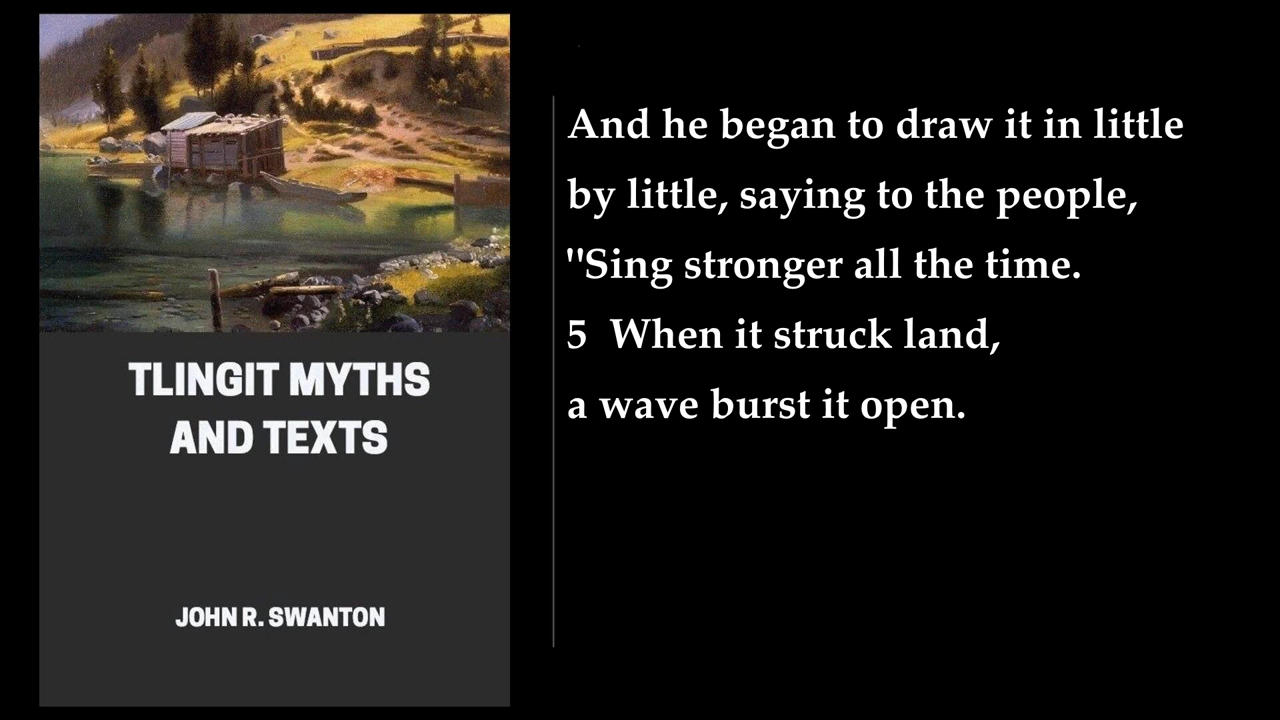 TLINGIT MYTHS
AND TEXTS
JOHN R. SWANTON
And he began to draw it in little
by little, saying to the people,
"Sing stronger all the time.
5 When it struck land,
a wave burst it open.